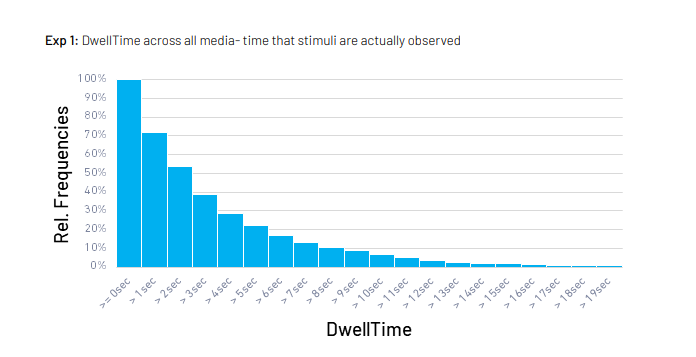 Exp 1: DwellTime across all media- time that stimuli are actually observed
Rel. Frequencies
100%
90%
80%
70%
60%
50%
40%
30%
20%
10%
0%
>= 0sec
> 1sec
> 2sec
> 3sec
> 4sec
> 5sec
> 6sec
> 7sec
> 8sec
> 9sec
> 10sec
> 11sec
> 12sec
> 13sec
> 14sec
> 15sec
> 16sec
> 17sec
> 18sec
> 19sec
DwellTime